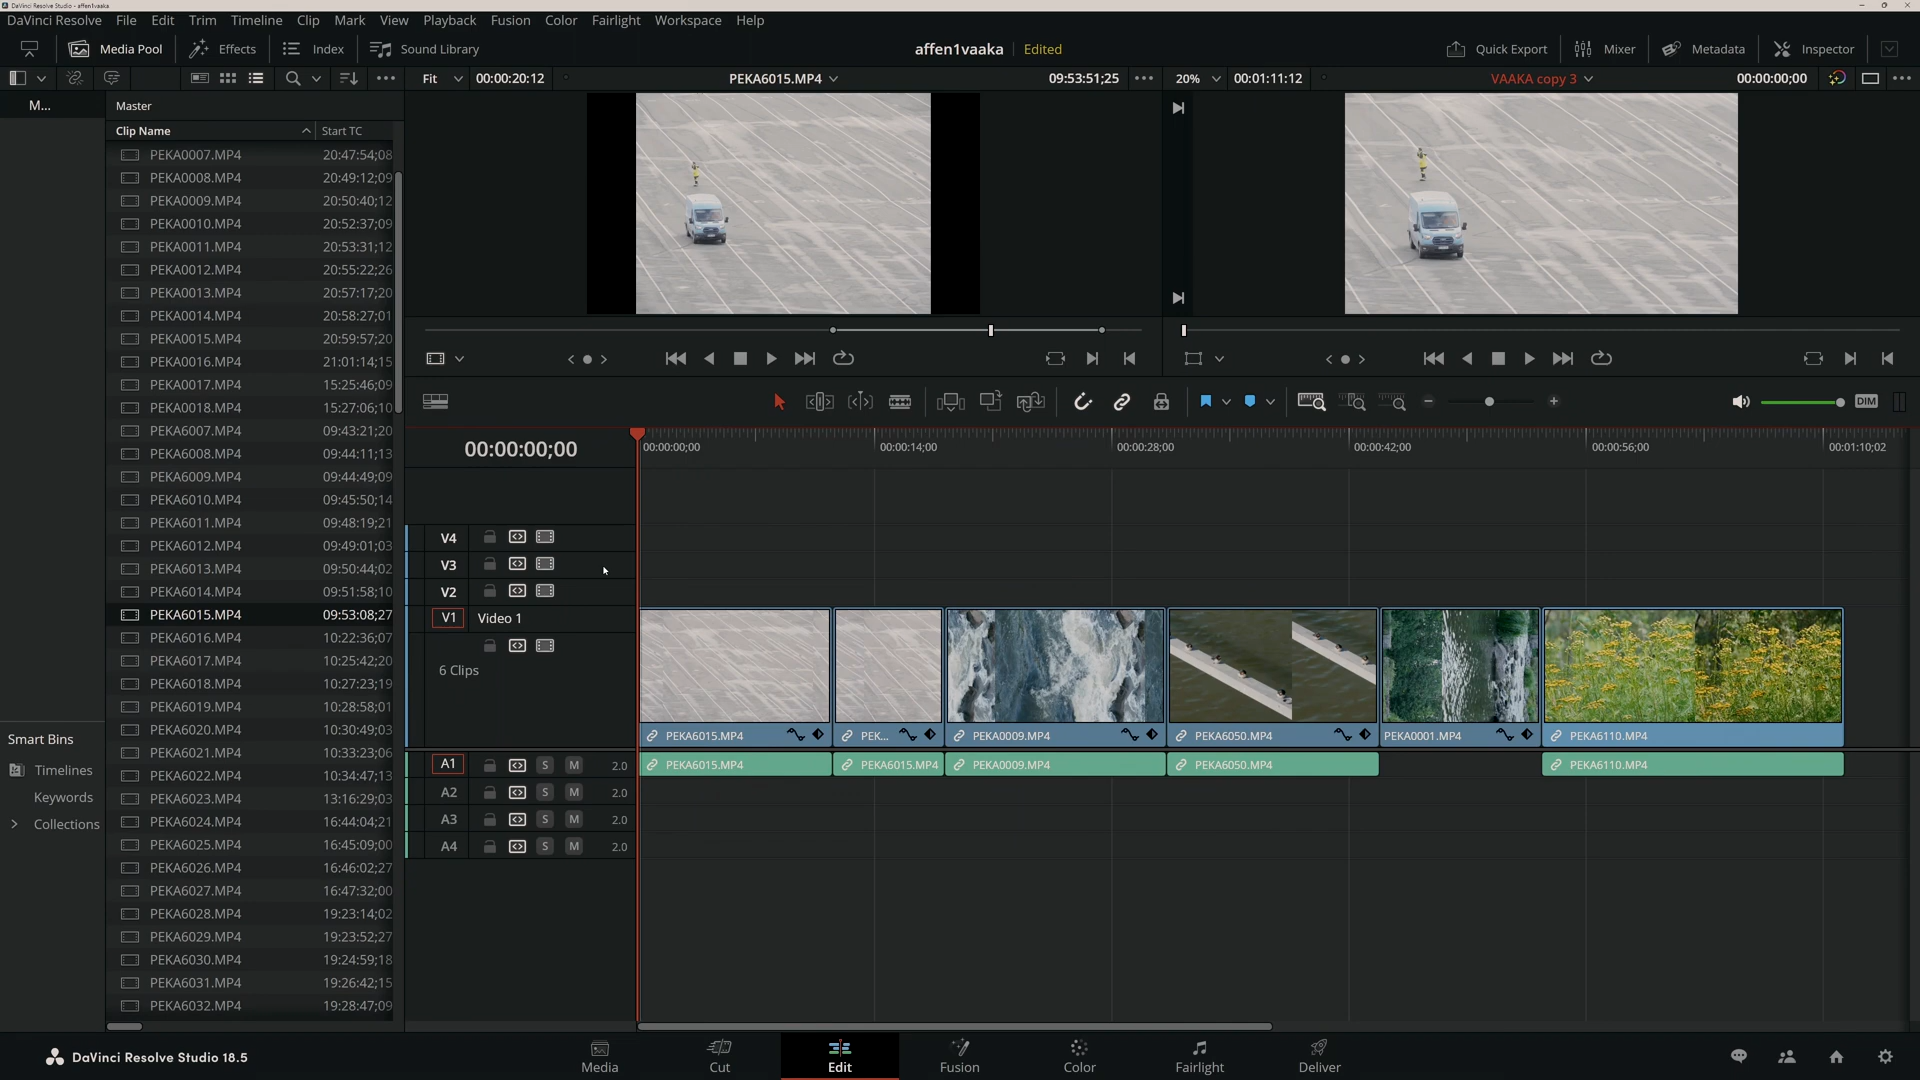 DaVinci Resolve Studio - affen1vaaka
DaVinci Resolve File Edit Trim Timeline Clip Mark View Playback Fusion Color Fairlight Workspace Help
Media Pool Effects Index Sound Library affen1vaaka Edited Quick Export Mixer Metadata Inspector
Fit 00:00:20:12 PEKA6015.MP4 09:53:51;25 20% 00:01:11:12 VAAKA copy 3 00:00:00;00
M... Master
Clip Name Start TC
PEKA0007.MP4 20:47:54;08
PEKA0008.MP4 20:49:12;09
PEKA0009.MP4 20:50:40;12
PEKA0010.MP4 20:52:37;09
PEKA0011.MP4 20:53:31;12
PEKA0012.MP4 20:55:22;26
PEKA0013.MP4 20:57:17;20
PEKA0014.MP4 20:58:27;01
PEKA0015.MP4 20:59:57;20
PEKA0016.MP4 21:01:14;15
PEKA0017.MP4 15:25:46;09
PEKA0018.MP4 15:27:06;10
PEKA6007.MP4 09:43:21;20
PEKA6008.MP4 09:44:11;13
PEKA6009.MP4 09:44:49;09
PEKA6010.MP4 09:45:50;14
PEKA6011.MP4 09:48:19;21
PEKA6012.MP4 09:49:01;03
PEKA6013.MP4 09:50:44;02
PEKA6014.MP4 09:51:58;10
PEKA6015.MP4 09:53:08;27
PEKA6016.MP4 10:22:36;07
PEKA6017.MP4 10:25:42;20
PEKA6018.MP4 10:27:23;19
PEKA6019.MP4 10:28:58;01
PEKA6020.MP4 10:30:49;03
PEKA6021.MP4 10:33:23;06
PEKA6022.MP4 10:34:47;13
PEKA6023.MP4 13:16:29;03
PEKA6024.MP4 16:44:04;21
PEKA6025.MP4 16:45:09;00
PEKA6026.MP4 16:46:02;27
PEKA6027.MP4 16:47:32;00
PEKA6028.MP4 19:23:14;02
PEKA6029.MP4 19:23:52;27
PEKA6030.MP4 19:24:59;18
PEKA6031.MP4 19:26:42;15
PEKA6032.MP4 19:28:47;09
Smart Bins
Timelines
Keywords
Collections
DIM
00:00:00;00 00:00:00;00 00:00:14;00 00:00:28;00 00:00:42;00 00:00:56;00 00:01:10;02
V4
V3
V2
V1 Video 1
6 Clips
PEKA6015.MP4 PEK... PEKA0009.MP4 PEKA6050.MP4 PEKA0001.MP4 PEKA6110.MP4
A1 S M 2.0 PEKA6015.MP4 PEKA6015.MP4 PEKA0009.MP4 PEKA6050.MP4 PEKA6110.MP4
A2 S M 2.0
A3 S M 2.0
A4 S M 2.0
DaVinci Resolve Studio 18.5 Media Cut Edit Fusion Color Fairlight Deliver